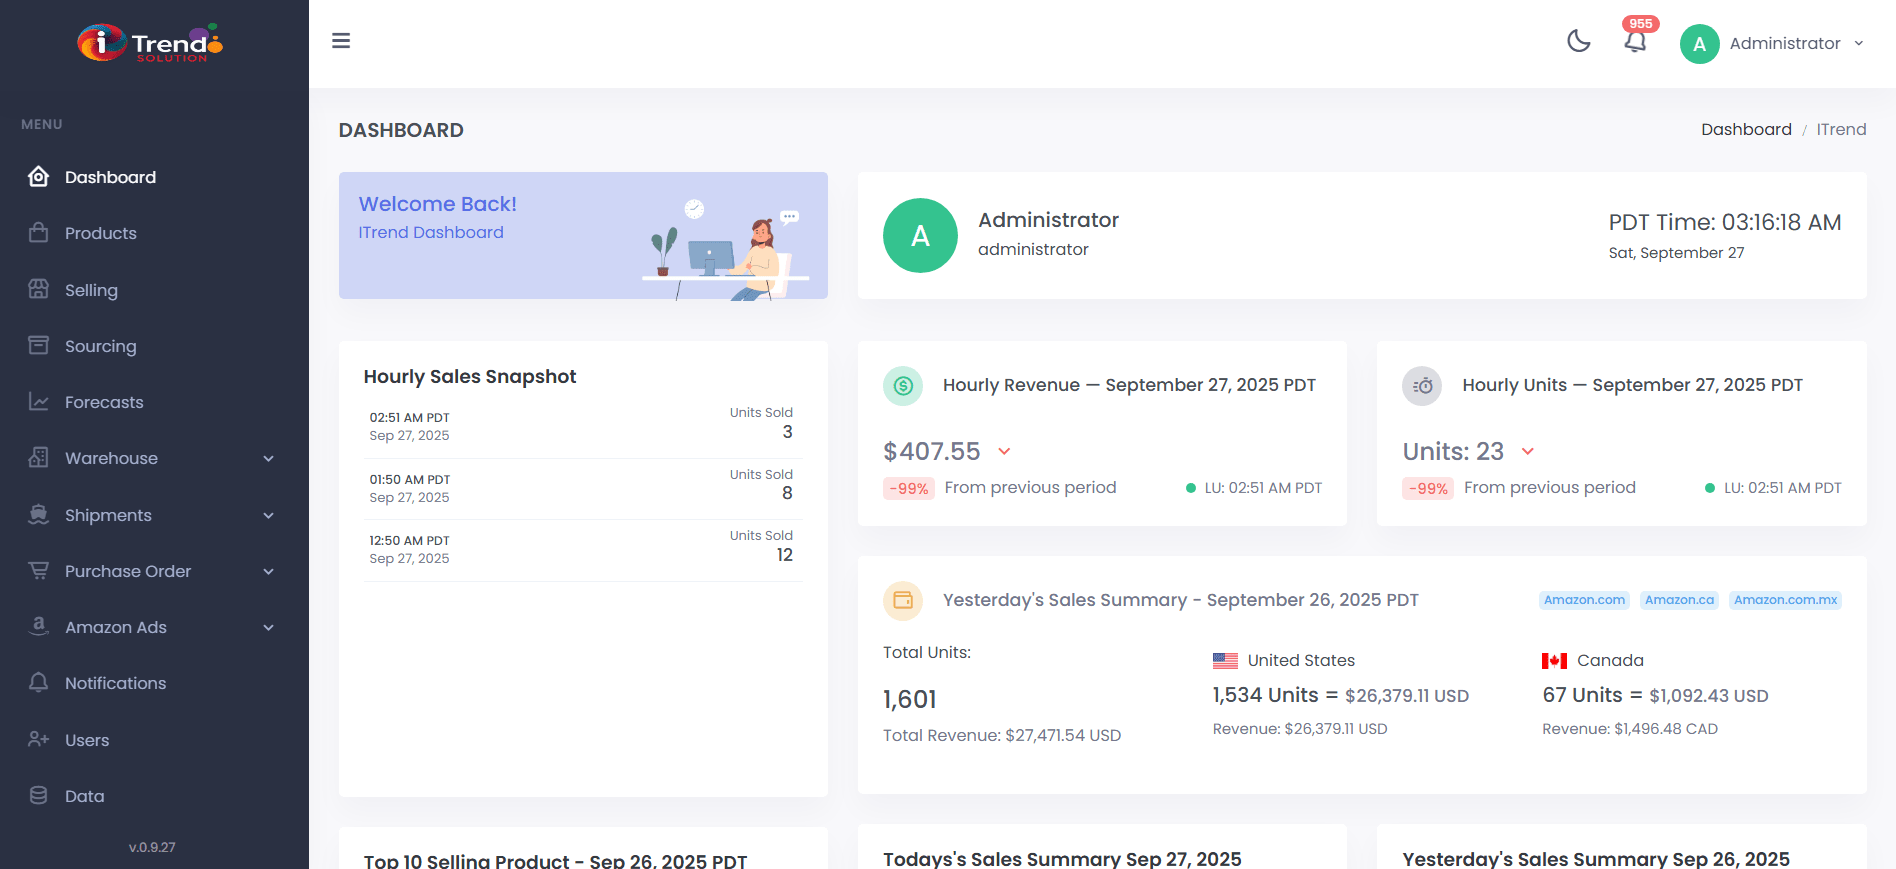 i Trend
SOLUTION
MENU
Dashboard
Products
Selling
Sourcing
Forecasts
Warehouse
Shipments
Purchase Order
Amazon Ads
Notifications
Users
Data
v.0.9.27
955
A
Administrator
DASHBOARD
Dashboard / ITrend
Welcome Back!
ITrend Dashboard
A
Administrator
administrator
PDT Time: 03:16:18 AM
Sat, September 27
Hourly Sales Snapshot
02:51 AM PDT
Sep 27, 2025
Units Sold
3
01:50 AM PDT
Sep 27, 2025
Units Sold
8
12:50 AM PDT
Sep 27, 2025
Units Sold
12
Hourly Revenue — September 27, 2025 PDT
$407.55
-99% From previous period
LU: 02:51 AM PDT
Hourly Units — September 27, 2025 PDT
Units: 23
-99% From previous period
LU: 02:51 AM PDT
Yesterday's Sales Summary - September 26, 2025 PDT
Amazon.com Amazon.ca Amazon.com.mx
Total Units:
1,601
Total Revenue: $27,471.54 USD
United States
1,534 Units = $26,379.11 USD
Revenue: $26,379.11 USD
Canada
67 Units = $1,092.43 USD
Revenue: $1,496.48 CAD
Top 10 Selling Product - Sep 26, 2025 PDT
Todays's Sales Summary Sep 27, 2025
Yesterday's Sales Summary Sep 26, 2025